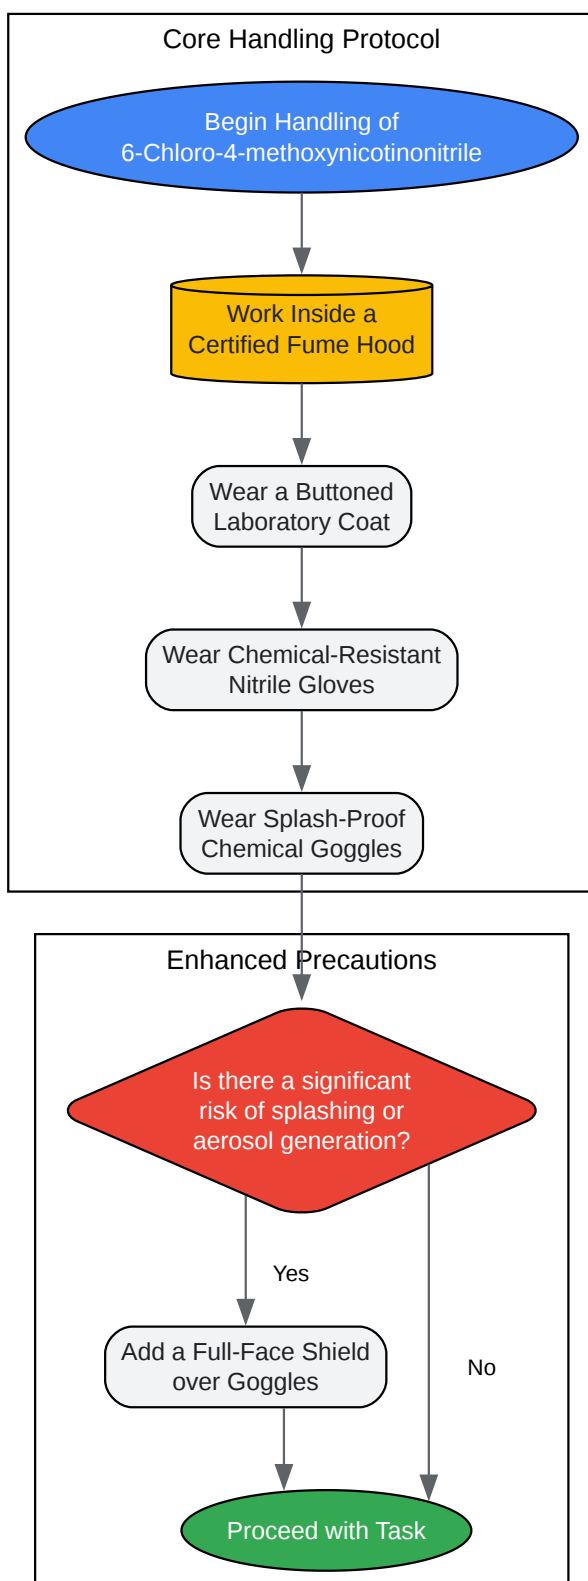 Core Handling Protocol
Begin Handling of
6-Chloro-4-methoxynicotinonitrile
Work Inside a
Certified Fume Hood
Wear a Buttoned
Laboratory Coat
Wear Chemical-Resistant
Nitrile Gloves
Wear Splash-Proof
Chemical Goggles
Enhanced Precautions
Is there a significant
risk of splashing or
aerosol generation?
Yes
Add a Full-Face Shield
over Goggles
No
Proceed with Task